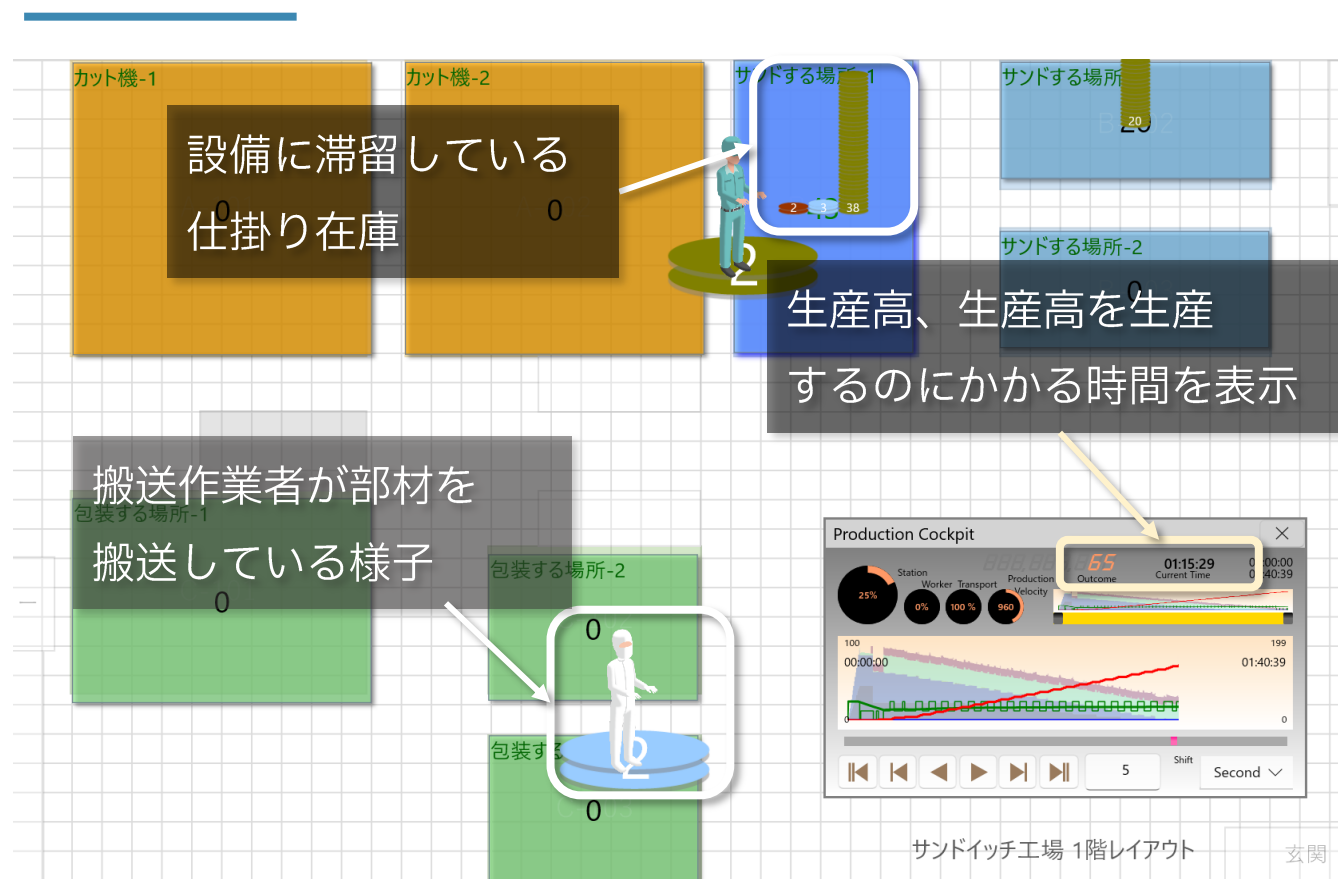 カット機-1
カット機-2
サンドする場所-1
サンドする場所
設備に滞留している
仕掛り在庫
0
0
2
3
38
20
20
2
サンドする場所-2
0
生産高、生産高を生産
するのにかかる時間を表示
搬送作業者が部材を
搬送している様子
包装する場所-1
0
包装する場所-2
0
包装する
2
0
Production Cockpit
65
Outcome
01:15:29
Current Time
00:00:00
01:40:39
25%
Station
Worker
Transport
Production
Velocity
0%
100 %
960
100
199
00:00:00
01:40:39
0
0
5
Shift
Second
サンドイッチ工場 1階レイアウト
玄関